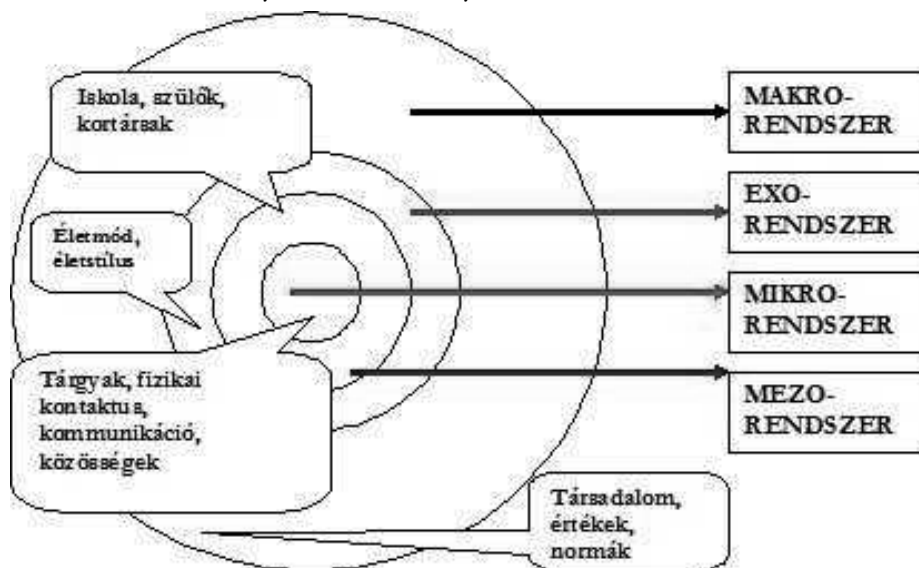 Iskola, szülők,
kortársak
Életmód,
életstílus
Tárgyak, fizikai
kontaktus,
kommunikáció,
közösségek
Társadalom,
értékek,
normák
MAKRO-
RENDSZER
EXO-
RENDSZER
MIKRO-
RENDSZER
MEZO-
RENDSZER